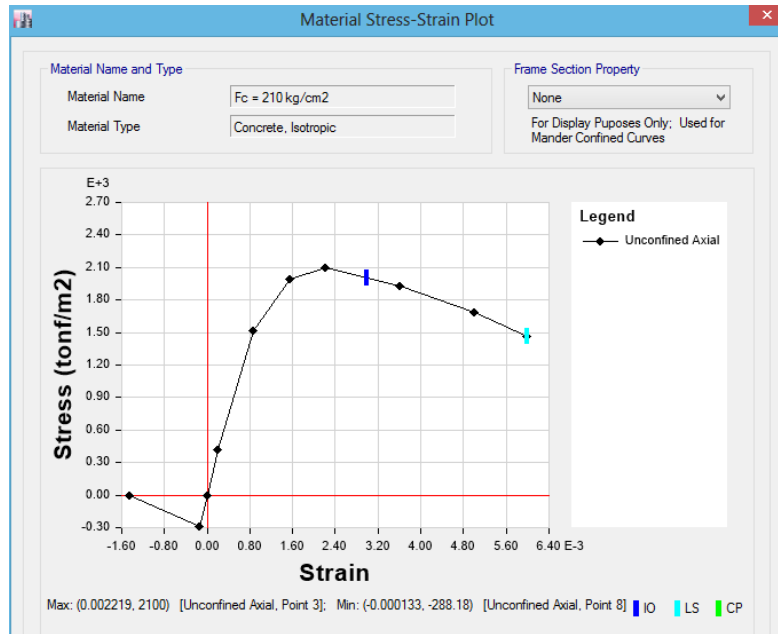 Material Stress-Strain Plot
Material Name and Type
Material Name
Fc = 210 kg/cm2
Material Type
Concrete, Isotropic
Frame Section Property
None
For Display Puposes Only; Used for
Mander Confined Curves
E+3
2.70
2.40
2.10
1.80
1.50
1.20
0.90
0.60
0.30
0.00
-0.30
Stress (tonf/m2)
-1.60 -0.80 0.00 0.80 1.60 2.40 3.20 4.00 4.80 5.60 6.40 E-3
Strain
Legend
Unconfined Axial
Max: (0.002219, 2100) [Unconfined Axial, Point 3]; Min: (-0.000133, -288.18) [Unconfined Axial, Point 8] IO LS CP